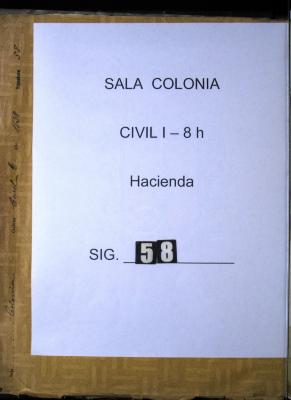 SALA COLONIA
CIVIL I – 8 h
Hacienda
SIG. 58